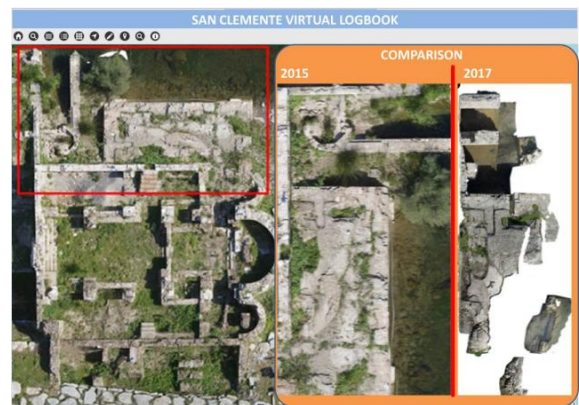 SAN CLEMENTE VIRTUAL LOGBOOK
COMPARISON
2015
2017